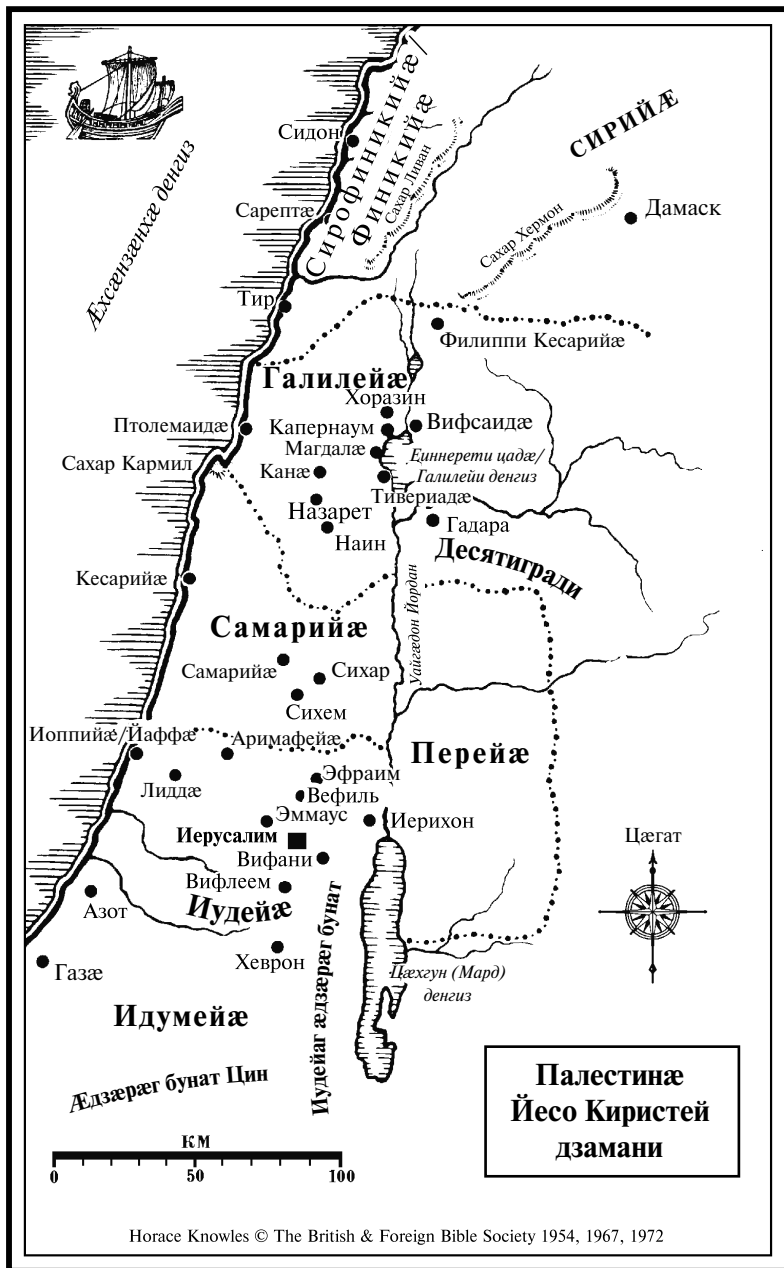 Сирофиникийæ/
Финикийæ
СИРИЙÆ
Сидон
Сахар Ливан
Æхсæнзæнхæ денгиз
Сарептæ
Дамаск
Сахар Хермон
Тир
Филиппи Кесарийæ
Галилейæ
Хоразин
Птолемаидæ
Капернаум
Вифсаидæ
Магдалæ
Еиннерети цадæ/
Галилейи денгиз
Сахар Кармил
Канæ
Тивериадæ
Назарет
Гадара
Наин
Десятигради
Кесарийæ
Уайгæдон Йордан
Самарийæ
Самарийæ
Сихар
Сихем
Иоппийæ/Йаффæ
Аримафейæ
Перейæ
Эфраим
Лиддæ
Вефиль
Эммаус
Иерихон
Иерусалим
Цæгат
Вифани
Вифлеем
Азот
Иудейæ
Иудейаг æдзæрæг бунат
Хеврон
Газæ
Цæхгун (Мард)
денгиз
Идумейæ
Æдзæрæг бунат Цин
Палестинæ
Йесо Киристей
дзамани
КМ
0 50 100
Horace Knowles © The British & Foreign Bible Society 1954, 1967, 1972